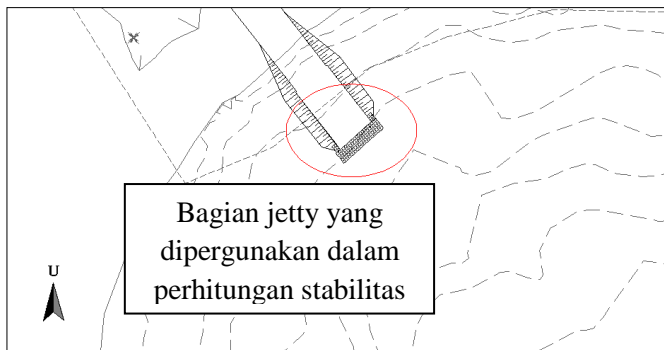 Bagian jetty yang
dipergunakan dalam
perhitungan stabilitas
U